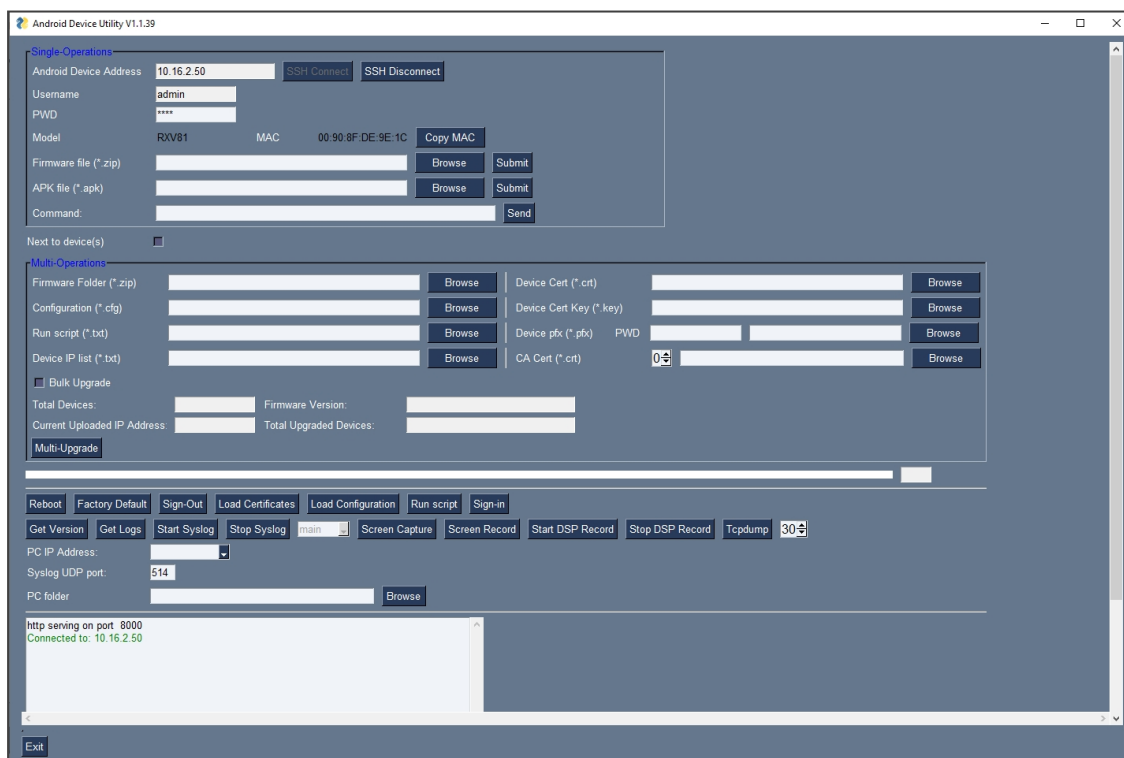 Android Device Utility V1.1.39
Single-Operations
Android Device Address 10.16.2.50 SSH Connect SSH Disconnect
Username admin
PWD ****
Model RXV81 MAC 00:90:8F:DE:9E:1C Copy MAC
Firmware file (*.zip) Browse Submit
APK file (*.apk) Browse Submit
Command: Send
Next to device(s)
Multi-Operations
Firmware Folder (*.zip) Browse Device Cert (*.crt) Browse
Configuration (*.cfg) Browse Device Cert Key (*.key) Browse
Run script (*.txt) Browse Device pfx (*.pfx) PWD Browse
Device IP list (*.txt) Browse CA Cert (*.crt) 0 Browse
Bulk Upgrade
Total Devices: Firmware Version:
Current Uploaded IP Address: Total Upgraded Devices:
Multi-Upgrade
Reboot Factory Default Sign-Out Load Certificates Load Configuration Run script Sign-in
Get Version Get Logs Start Syslog Stop Syslog main Screen Capture Screen Record Start DSP Record Stop DSP Record Tcpdump 30
PC IP Address:
Syslog UDP port: 514
PC folder Browse
http serving on port 8000
Connected to: 10.16.2.50
Exit